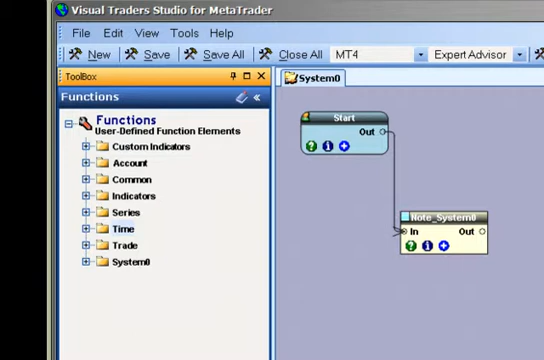 Visual Traders Studio for MetaTrader
File Edit View Tools Help
New Save Save All Close All MT4 Expert Advisor
ToolBox
System0
Functions
Functions
User-Defined Function Elements
Custom Indicators
Account
Common
Indicators
Series
Time
Trade
System0
Start
Out
Note_System0
In Out